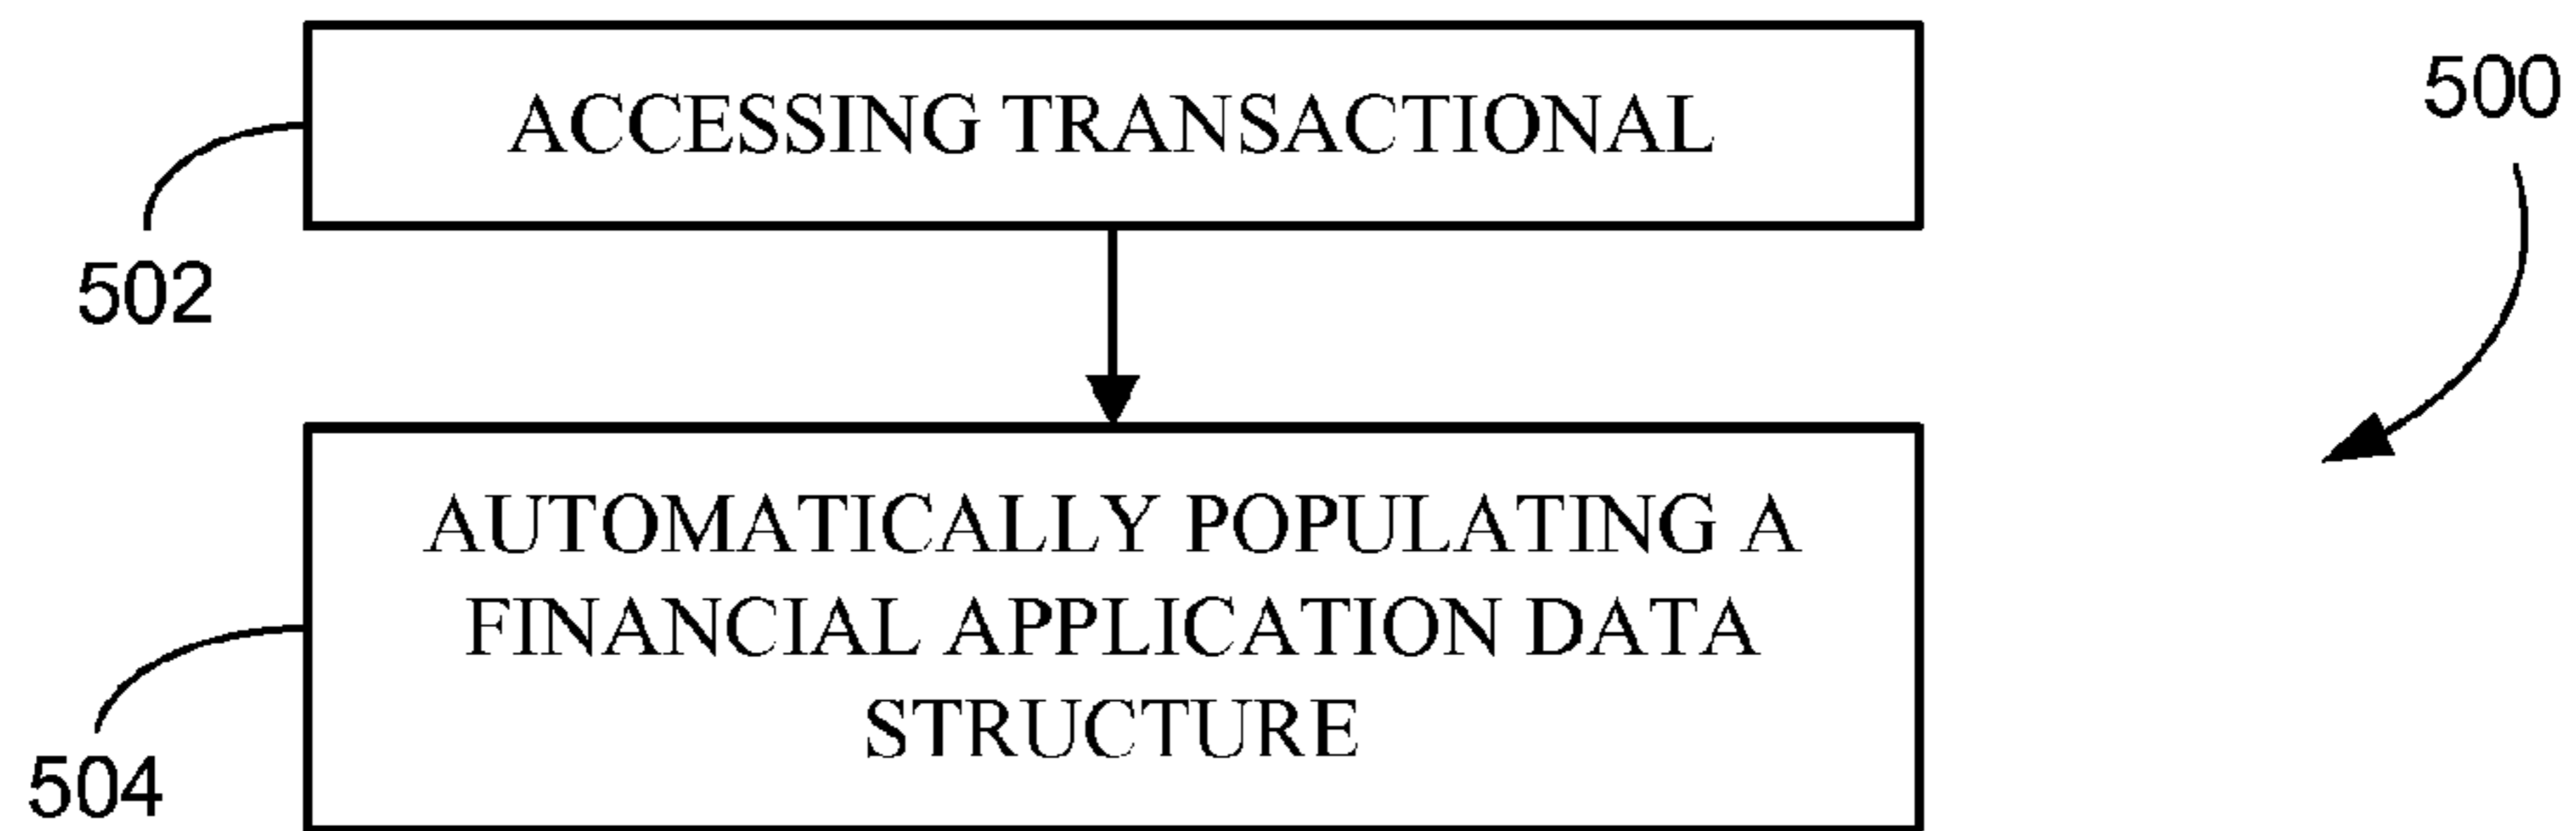 ACCESSING TRANSACTIONAL
500
502
AUTOMATICALLY POPULATING A
FINANCIAL APPLICATION DATA
STRUCTURE
504